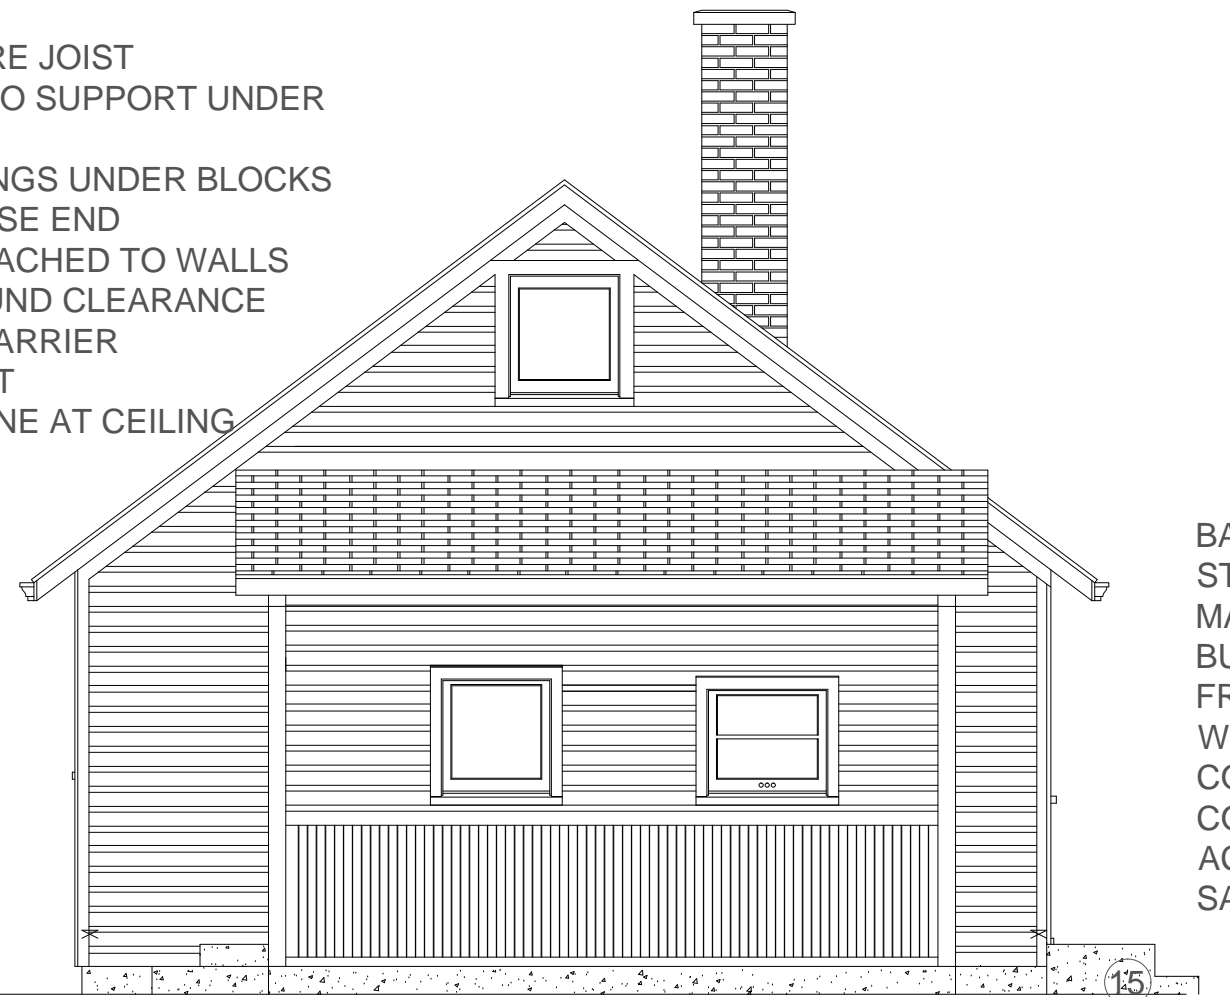 RE JOIST
O SUPPORT UNDER
NGS UNDER BLOCKS
SE END
ACHED TO WALLS
UND CLEARANCE
ARRIER
T
NE AT CEILING
BA
ST
MA
BU
FR
W
CO
CO
AC
SA
15